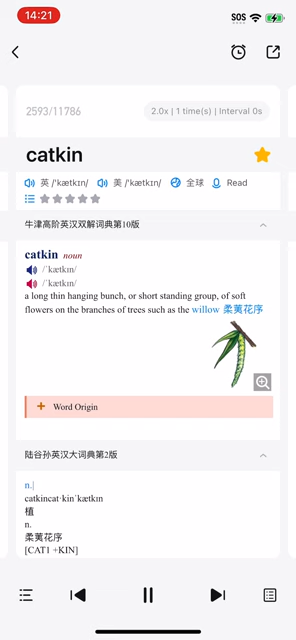 14:21
SOS
2593/11786
2.0x | 1 time(s) | Interval 0s
catkin
英 /ˈkætkɪn/ 美 /ˈkætkɪn/ 全球 Read
牛津高阶英汉双解词典第10版
catkin noun
/ˈkætkɪn/
/ˈkætkɪn/
a long thin hanging bunch, or short standing group, of soft
flowers on the branches of trees such as the willow 柔荑花序
+ Word Origin
陆谷孙英汉大词典第2版
n.|
catkincat·kinˈkætkɪn
植
n.
柔荑花序
[CAT1 +KIN]